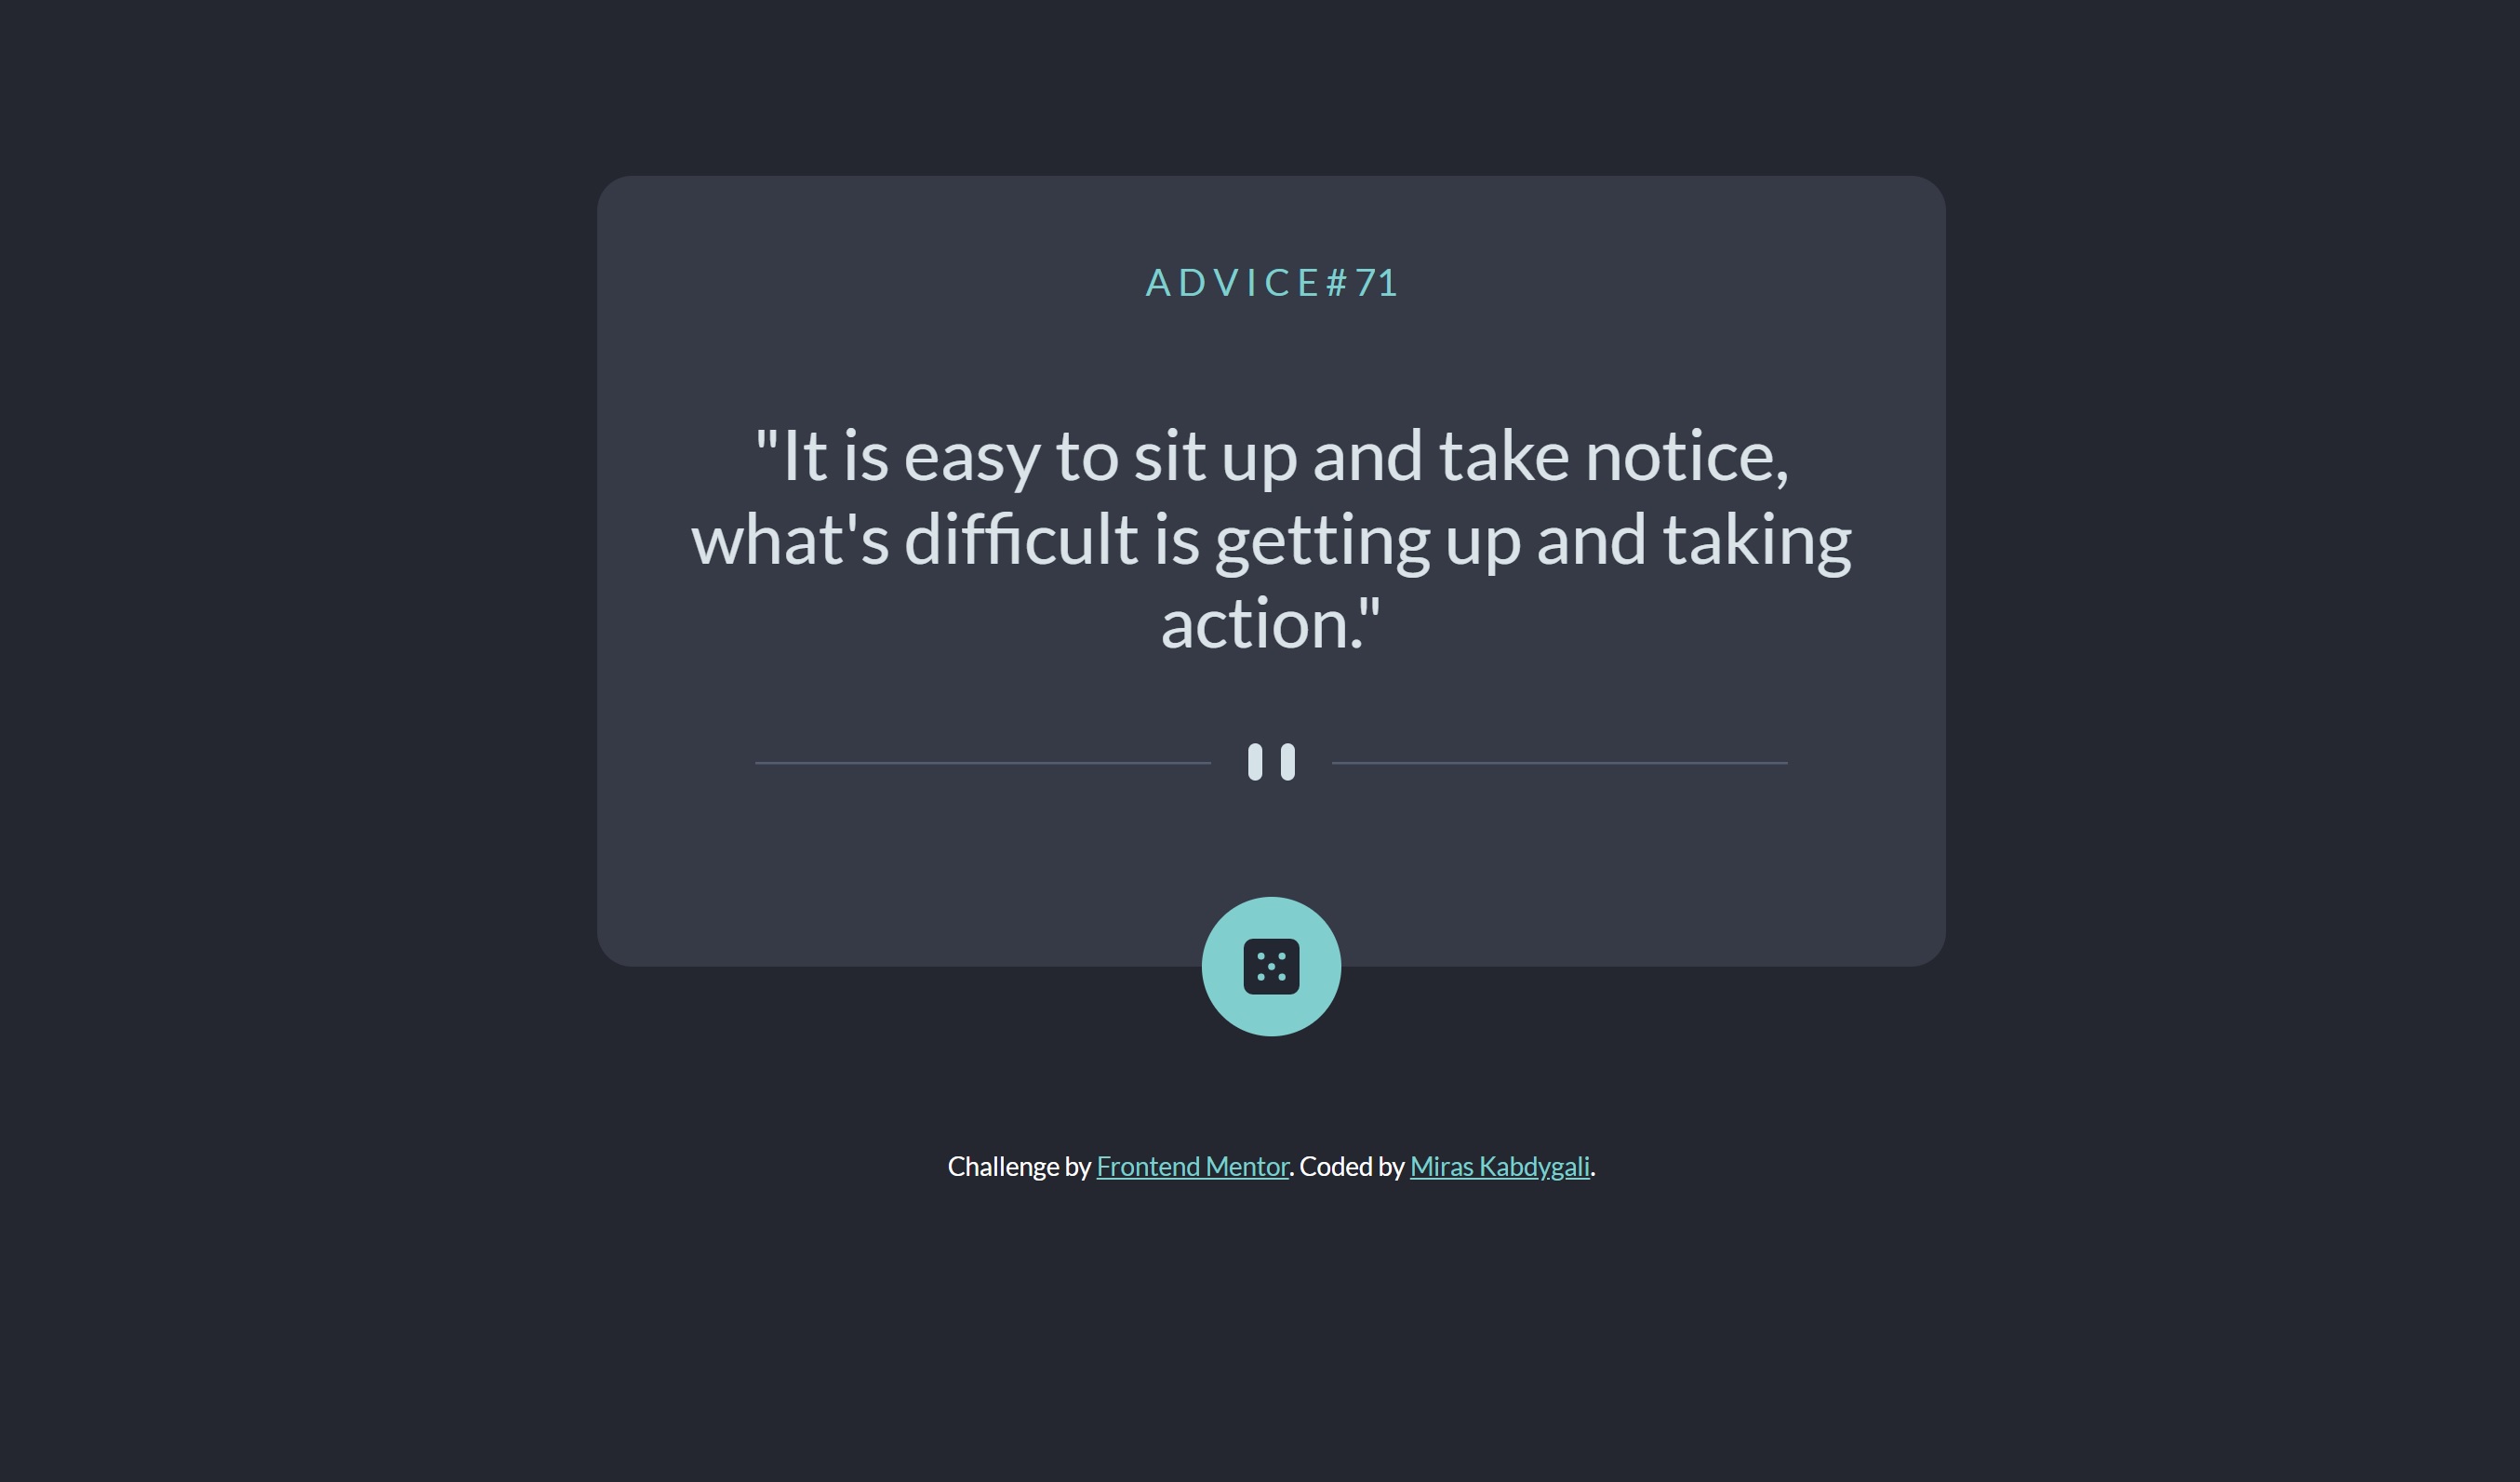 ADVICE#71
"It is easy to sit up and take notice,
what's difficult is getting up and taking
action."
Challenge by Frontend Mentor. Coded by Miras Kabdygali.